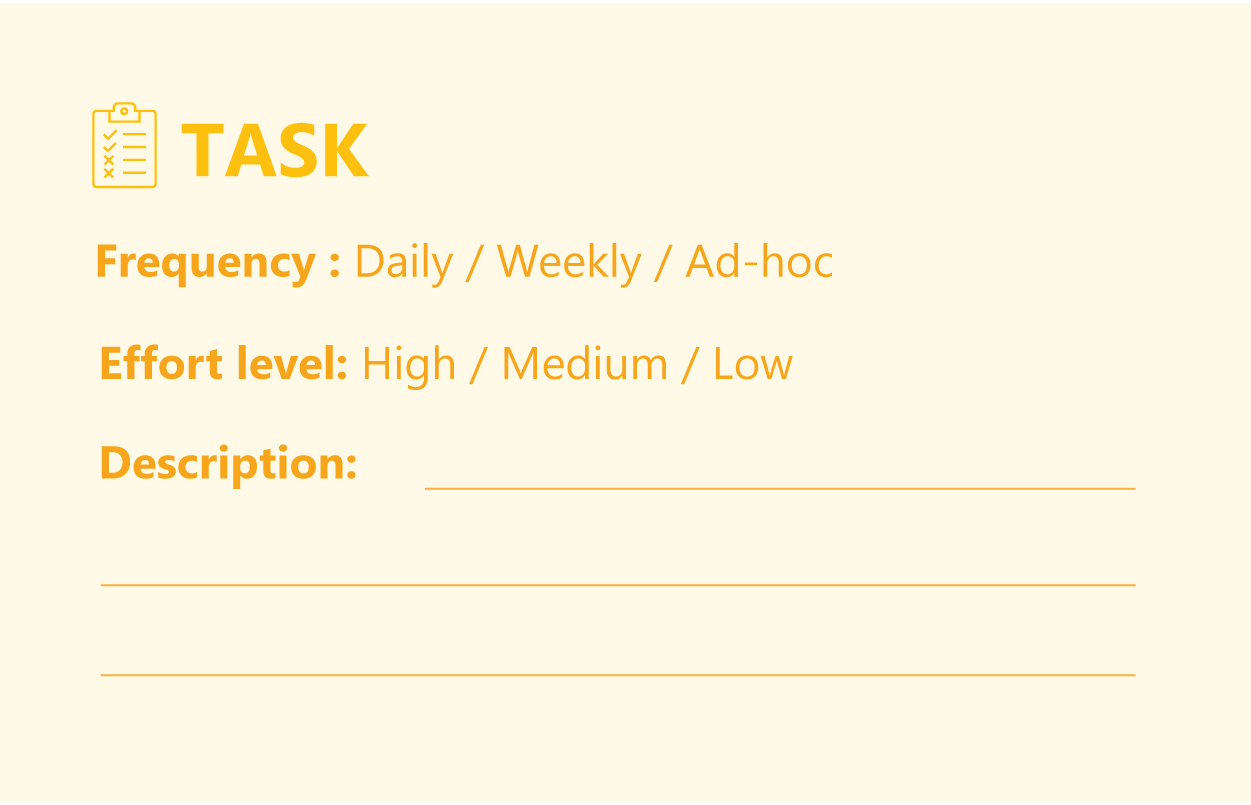 TASK
Frequency : Daily / Weekly / Ad-hoc
Effort level: High / Medium / Low
Description: